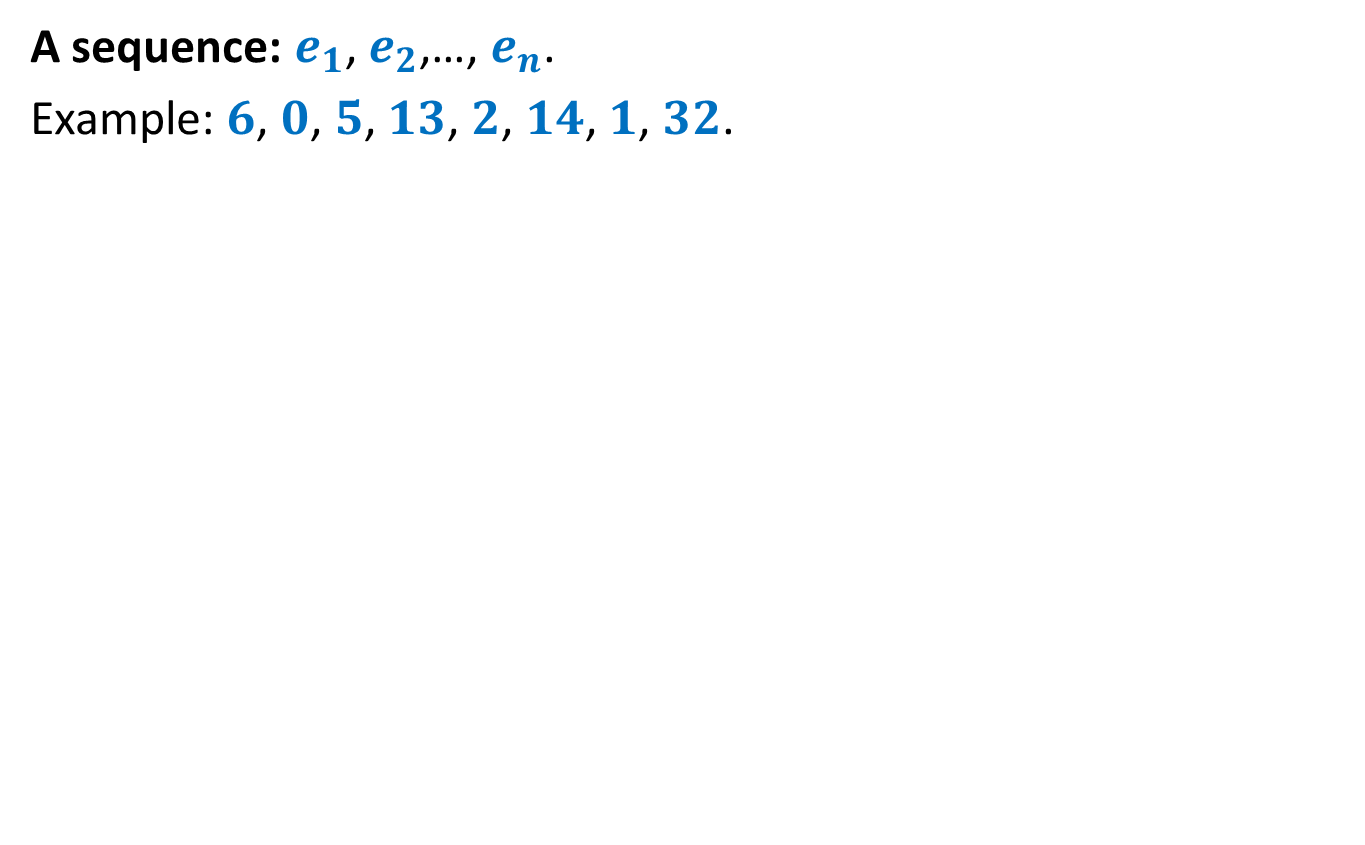 A sequence: e₁, e₂,…, eₙ.
Example: 6, 0, 5, 13, 2, 14, 1, 32.